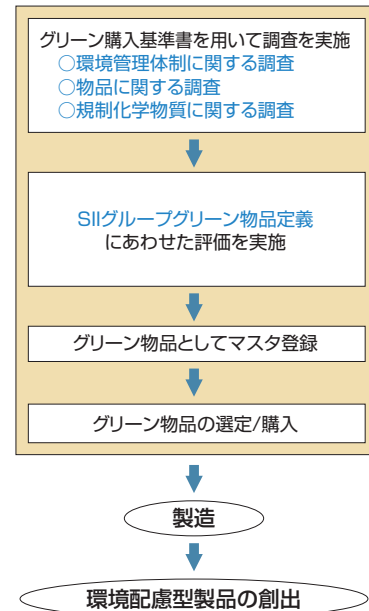 グリーン購入基準書を用いて調査を実施
○環境管理体制に関する調査
○物品に関する調査
○規制化学物質に関する調査
SIIグループグリーン物品定義
にあわせた評価を実施
グリーン物品としてマスタ登録
グリーン物品の選定/購入
製造
環境配慮型製品の創出